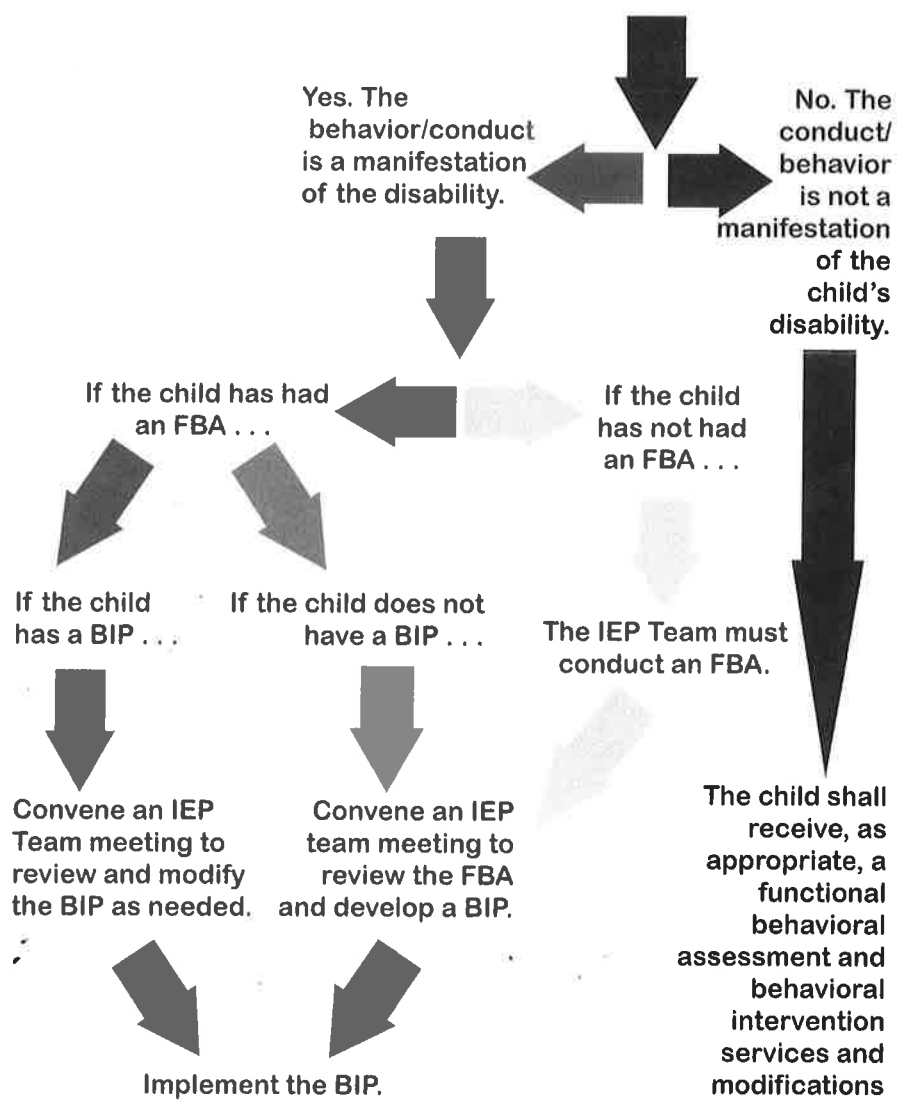 Yes. The
behavior/conduct
is a manifestation
of the disability.
No. The
conduct/
behavior
is not a
manifestation
of the
child's
disability.
If the child has had
an FBA . . .
If the child
has not had
an FBA . . .
If the child
has a BIP . . .
If the child does not
have a BIP . . .
The IEP Team must
conduct an FBA.
Convene an IEP
Team meeting to
review and modify
the BIP as needed.
Convene an IEP
team meeting to
review the FBA
and develop a BIP.
The child shall
receive, as
appropriate, a
functional
behavioral
assessment and
behavioral
intervention
services and
modifications
Implement the BIP.